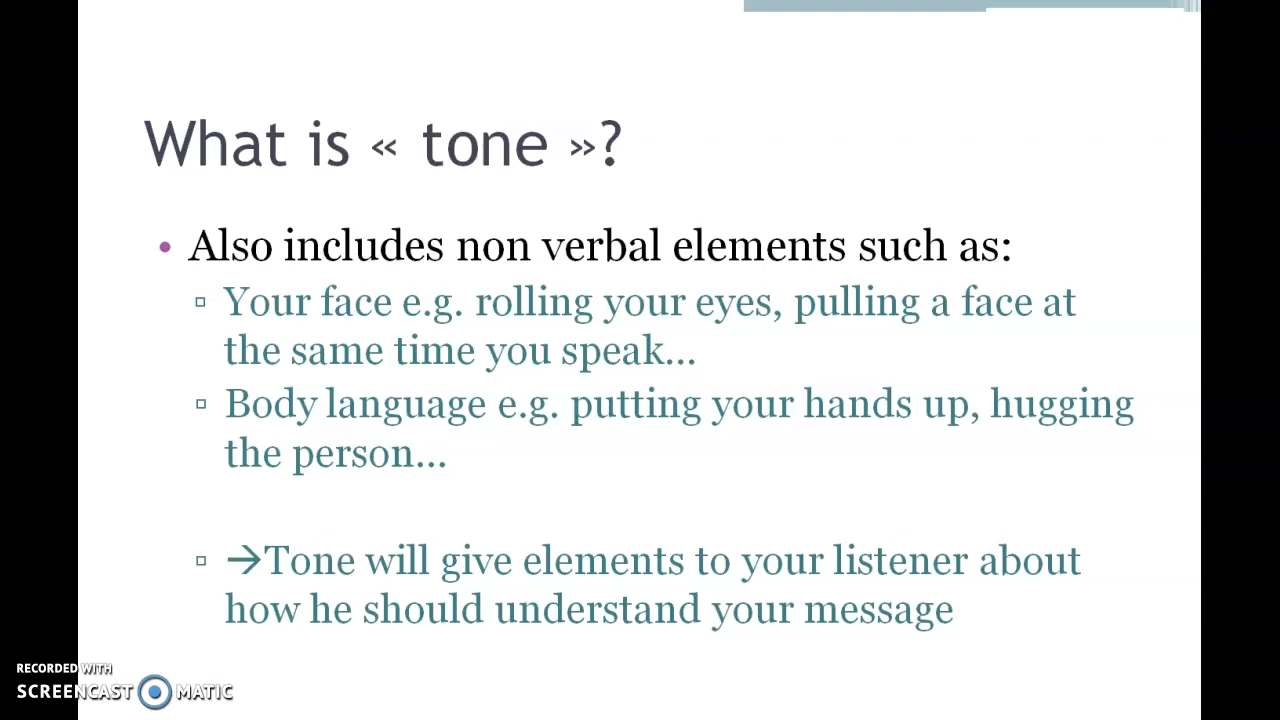 What is « tone »?
• Also includes non verbal elements such as:
▫ Your face e.g. rolling your eyes, pulling a face at
the same time you speak...
▫ Body language e.g. putting your hands up, hugging
the person...
▫ →Tone will give elements to your listener about
how he should understand your message
RECORDED WITH
SCREENCAST MATIC